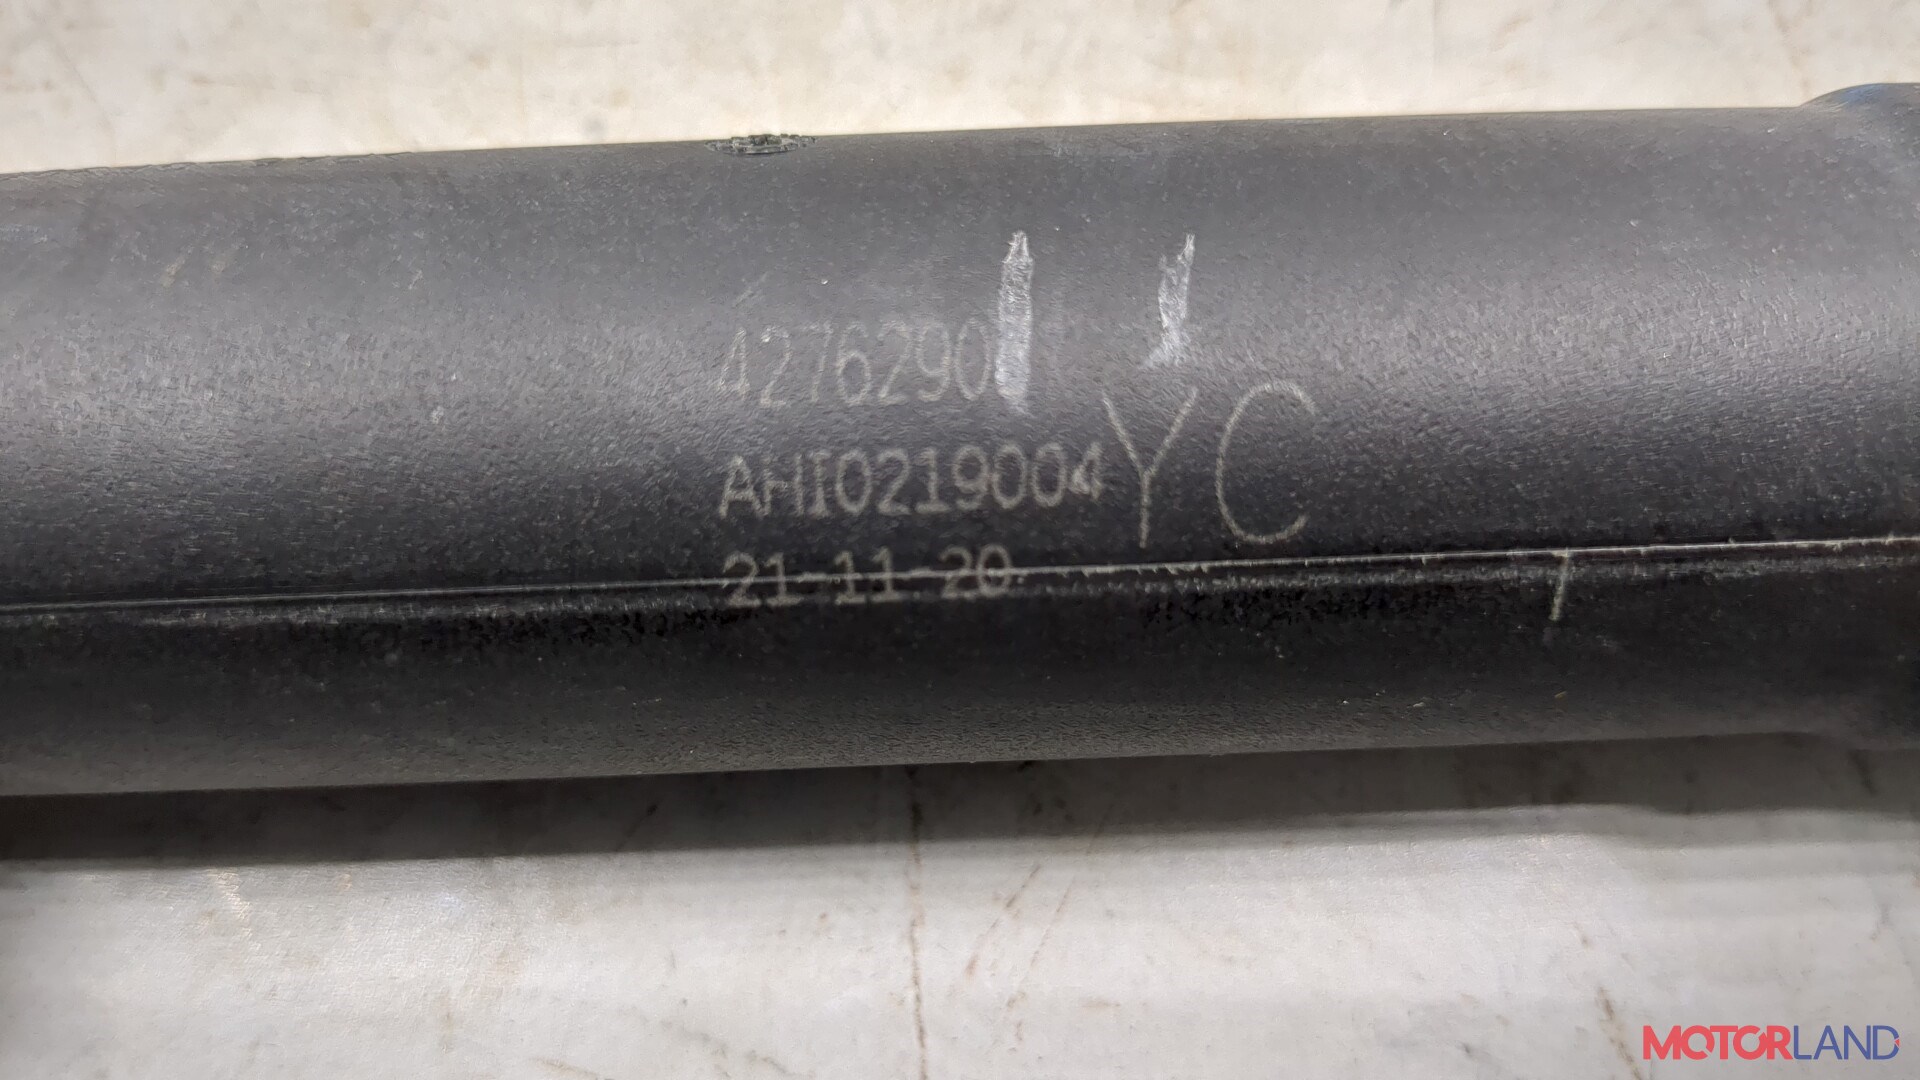 4276290
AHI0219004
YC
21-11-20
MOTORLAND